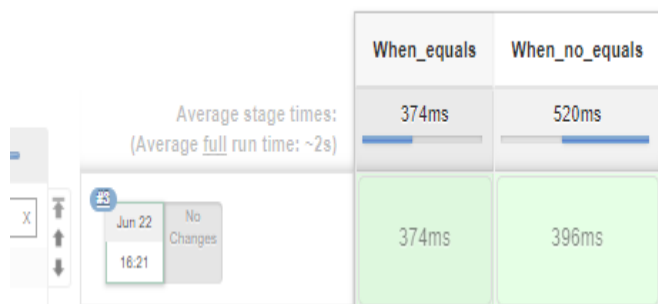 When_equals
When_no_equals
Average stage times:
374ms
520ms
(Average full run time: ~2s)
X
#3
Jun 22
No
Changes
16:21
374ms
396ms